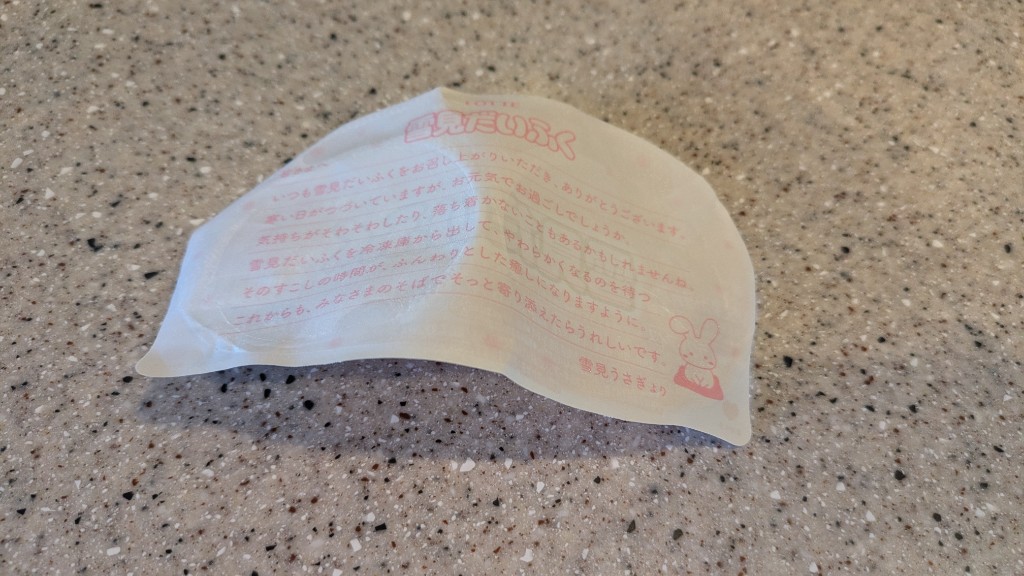 LOTTE
雪見だいふく
いつも雪見だいふくをお召し上がりいただき、ありがとうございます。
寒い日がつづいていますが、お元気でお過ごしでしょうか。
気持ちがそわそわしたり、落ち着かないこともあるかもしれませんね。
雪見だいふくを冷凍庫から出して、やわらかくなるのを待つ
そのすこしの時間が、ふんわりとした癒しになりますように。
これからも、みなさまのそばでそっと寄り添えたらうれしいです。
雪見うさぎより